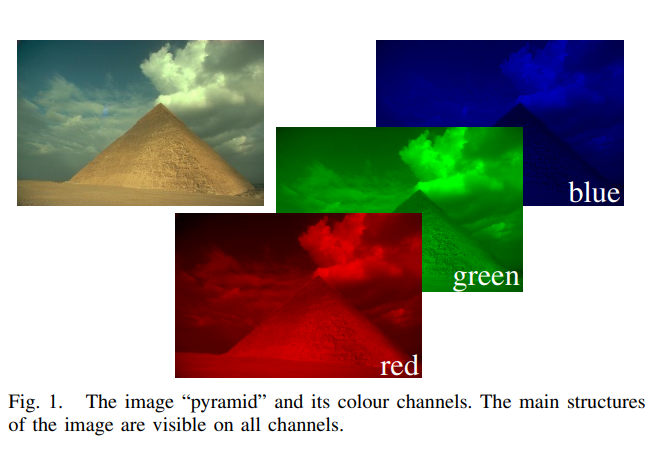 blue
green
red
Fig. 1. The image “pyramid” and its colour channels. The main structures
of the image are visible on all channels.